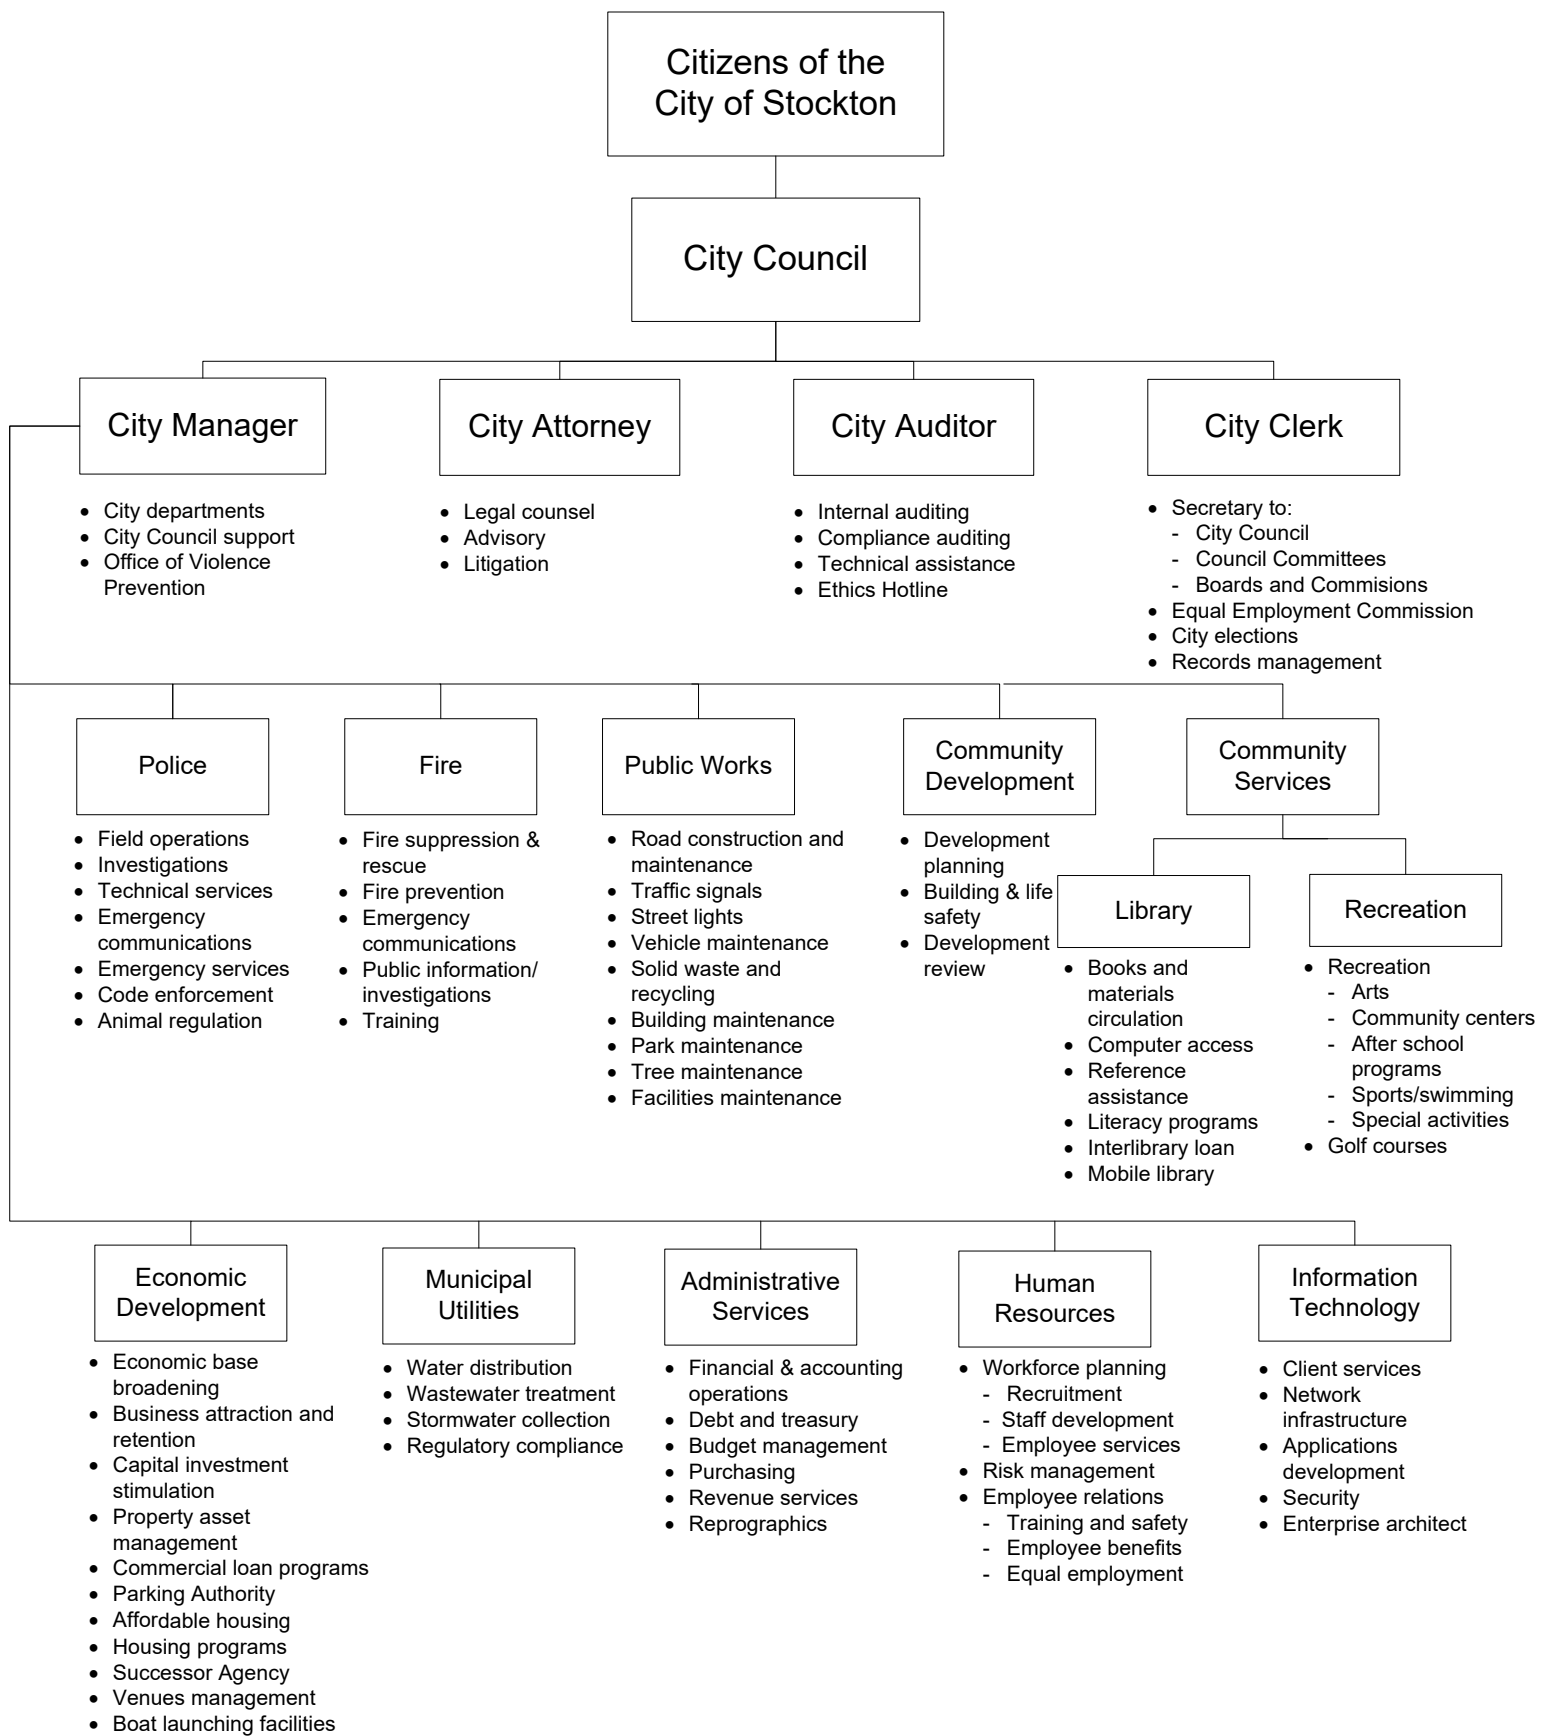 Citizens of the
City of Stockton
City Council
City Manager
• City departments
• City Council support
• Office of Violence
Prevention
City Attorney
• Legal counsel
• Advisory
• Litigation
City Auditor
• Internal auditing
• Compliance auditing
• Technical assistance
• Ethics Hotline
City Clerk
• Secretary to:
- City Council
- Council Committees
- Boards and Commisions
• Equal Employment Commission
• City elections
• Records management
Police
• Field operations
• Investigations
• Technical services
• Emergency
communications
• Emergency services
• Code enforcement
• Animal regulation
Fire
• Fire suppression &
rescue
• Fire prevention
• Emergency
communications
• Public information/
investigations
• Training
Public Works
• Road construction and
maintenance
• Traffic signals
• Street lights
• Vehicle maintenance
• Solid waste and
recycling
• Building maintenance
• Park maintenance
• Tree maintenance
• Facilities maintenance
Community
Development
• Development
planning
• Building & life
safety
• Development
review
Community
Services
Library
• Books and
materials
circulation
• Computer access
• Reference
assistance
• Literacy programs
• Interlibrary loan
• Mobile library
Recreation
• Recreation
- Arts
- Community centers
- After school
programs
- Sports/swimming
- Special activities
• Golf courses
Economic
Development
• Economic base
broadening
• Business attraction and
retention
• Capital investment
stimulation
• Property asset
management
• Commercial loan programs
• Parking Authority
• Affordable housing
• Housing programs
• Successor Agency
• Venues management
• Boat launching facilities
Municipal
Utilities
• Water distribution
• Wastewater treatment
• Stormwater collection
• Regulatory compliance
Administrative
Services
• Financial & accounting
operations
• Debt and treasury
• Budget management
• Purchasing
• Revenue services
• Reprographics
Human
Resources
• Workforce planning
- Recruitment
- Staff development
- Employee services
• Risk management
• Employee relations
- Training and safety
- Employee benefits
- Equal employment
Information
Technology
• Client services
• Network
infrastructure
• Applications
development
• Security
• Enterprise architect